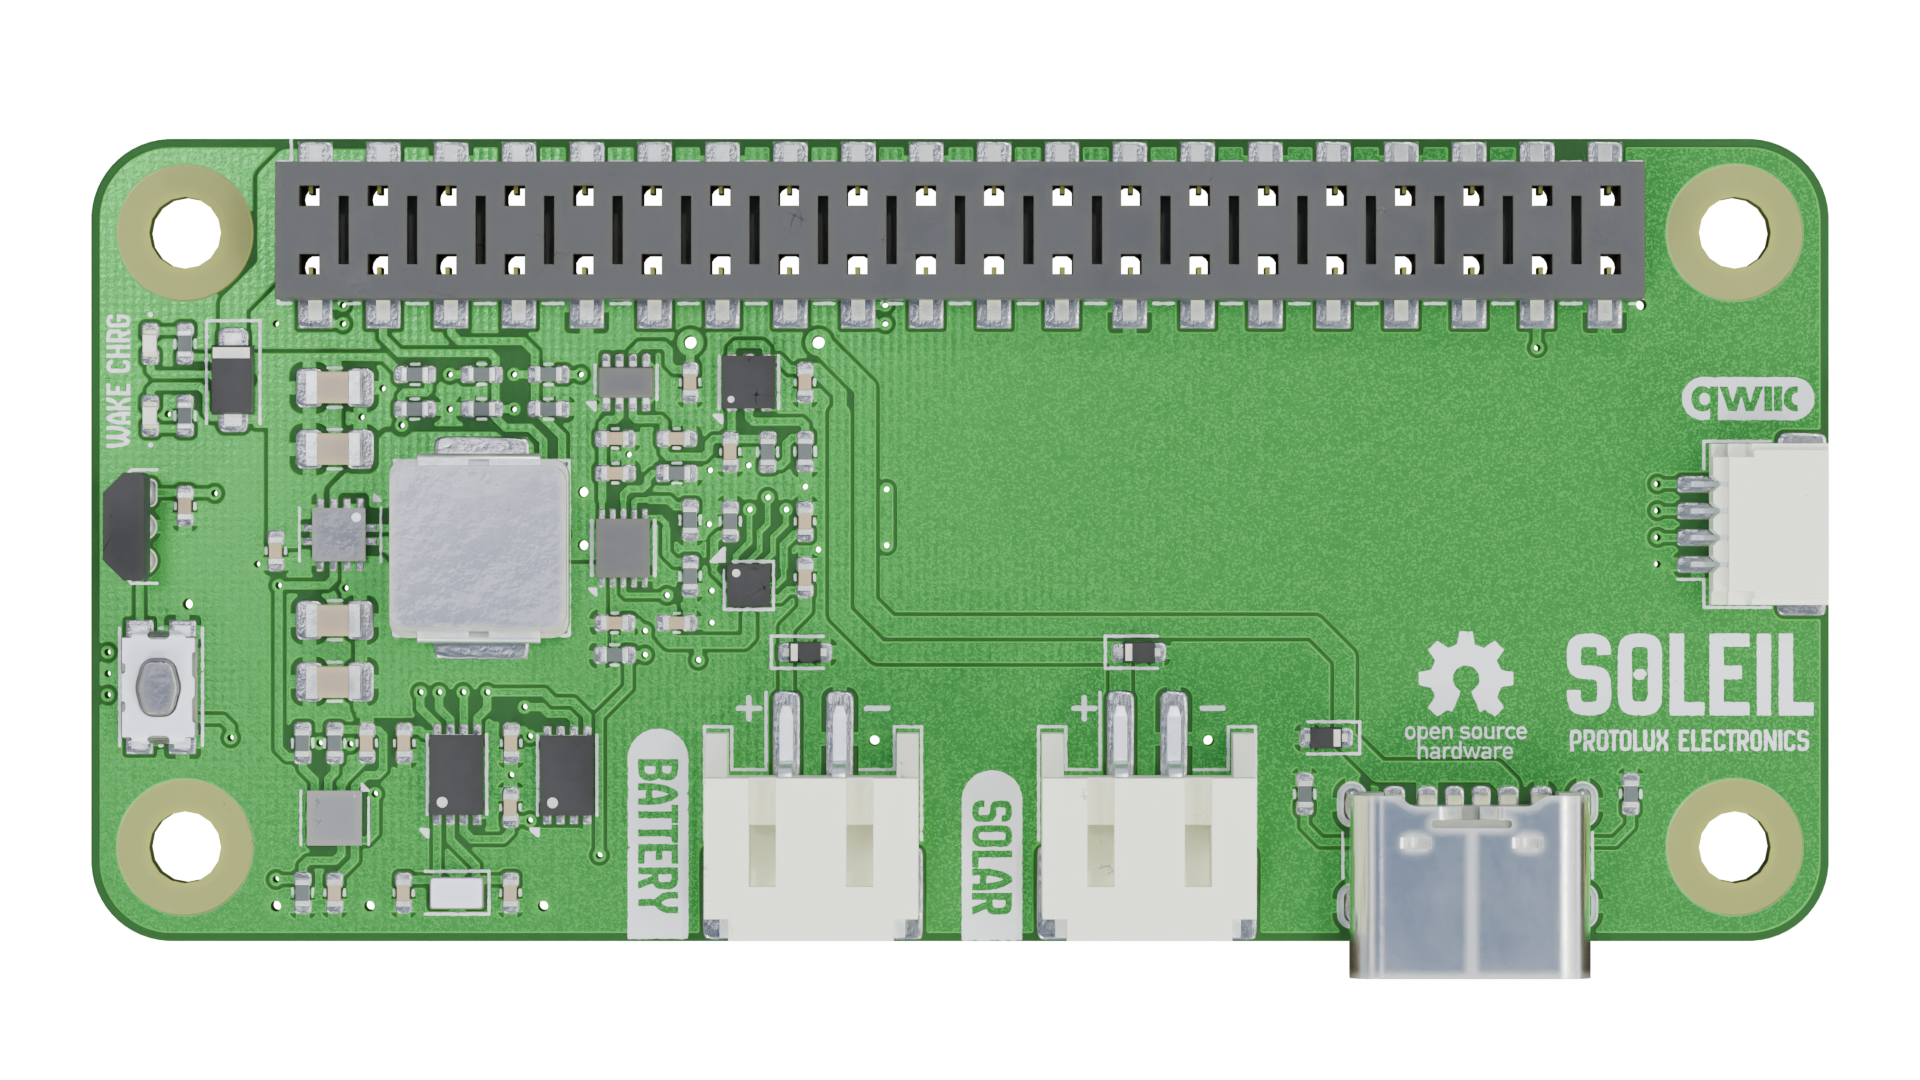 WAKE CHRG
qwiic
+ −
+ −
BATTERY
SOLAR
open source
hardware
SOLEIL
PROTOLUX ELECTRONICS